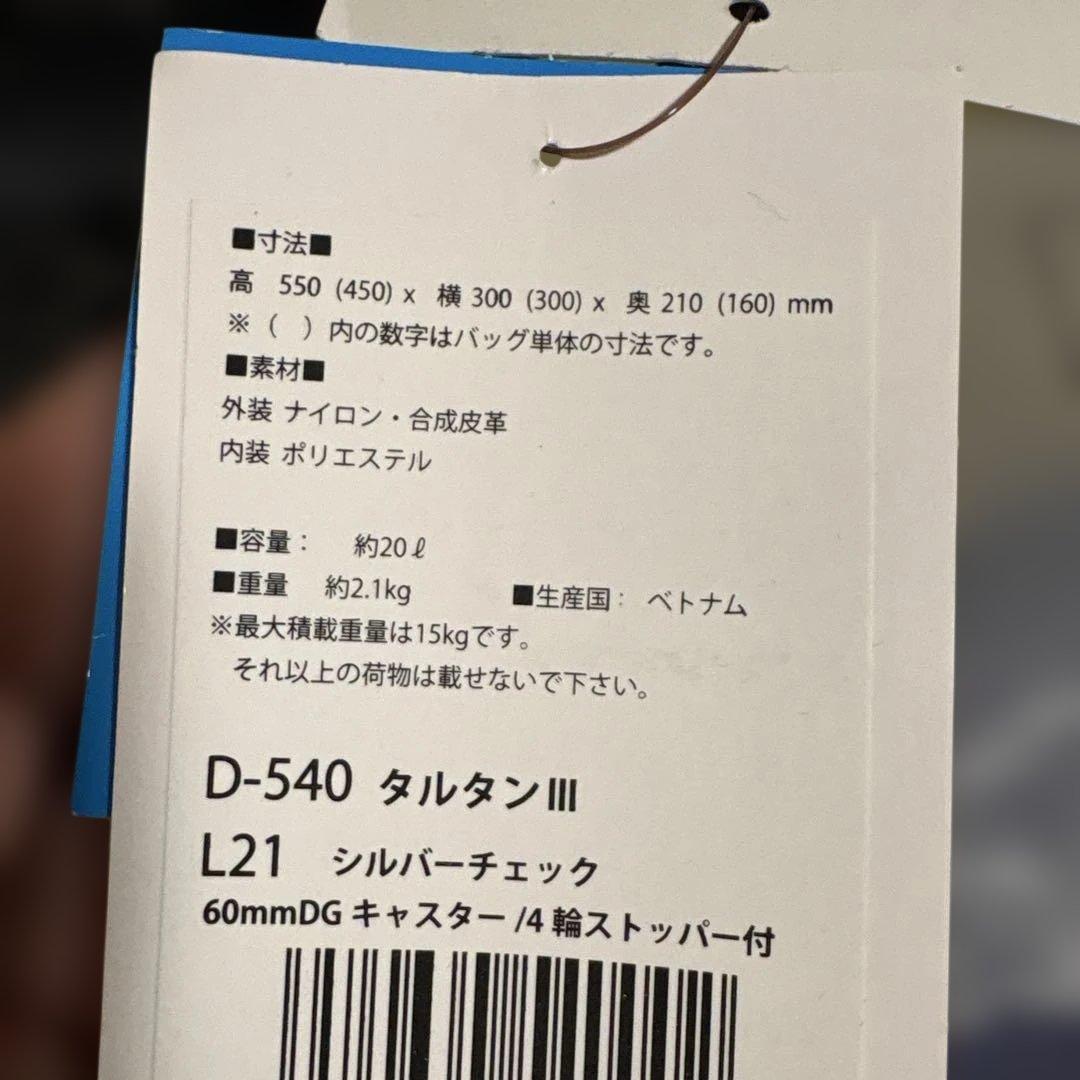 ■寸法■
高 550 (450) x 横 300 (300) x 奥 210 (160) mm
※( )内の数字はバッグ単体の寸法です。
■素材■
外装 ナイロン・合成皮革
内装 ポリエステル
■容量： 約20ℓ
■重量 約2.1kg ■生産国： ベトナム
※最大積載重量は15kgです。
それ以上の荷物は載せないで下さい。
D-540 タルタンⅢ
L21 シルバーチェック
60mmDG キャスター /4 輪ストッパー付